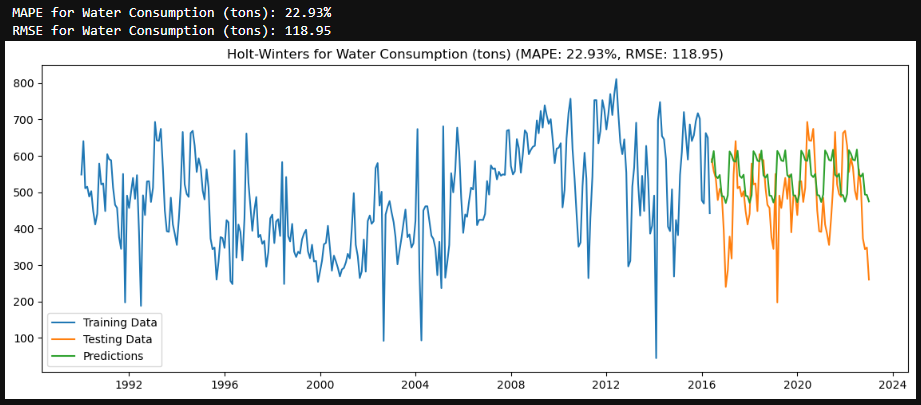 MAPE for Water Consumption (tons): 22.93%
RMSE for Water Consumption (tons): 118.95
Holt-Winters for Water Consumption (tons) (MAPE: 22.93%, RMSE: 118.95)
800
700
600
500
400
300
200
100
Training Data
Testing Data
Predictions
1992
1996
2000
2004
2008
2012
2016
2020
2024